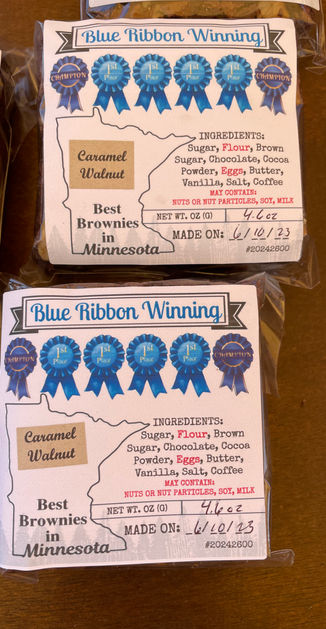 Blue Ribbon Winning
CHAMPION 1st Place 1st Place 1st Place 1st Place CHAMPION
Caramel
Walnut
Best
Brownies
in
Minnesota
INGREDIENTS:
Sugar, Flour, Brown
Sugar, Chocolate, Cocoa
Powder, Eggs, Butter,
Vanilla, Salt, Coffee
MAY CONTAIN:
NUTS OR NUT PARTICLES, SOY, MILK
NET WT. OZ (G) 4.6 oz
MADE ON: 6/10/23
#20242600
Blue Ribbon Winning
CHAMPION 1st Place 1st Place 1st Place 1st Place CHAMPION
Caramel
Walnut
Best
Brownies
in
Minnesota
INGREDIENTS:
Sugar, Flour, Brown
Sugar, Chocolate, Cocoa
Powder, Eggs, Butter,
Vanilla, Salt, Coffee
MAY CONTAIN:
NUTS OR NUT PARTICLES, SOY, MILK
NET WT. OZ (G) 4.6 oz
MADE ON: 6/10/23
#20242600